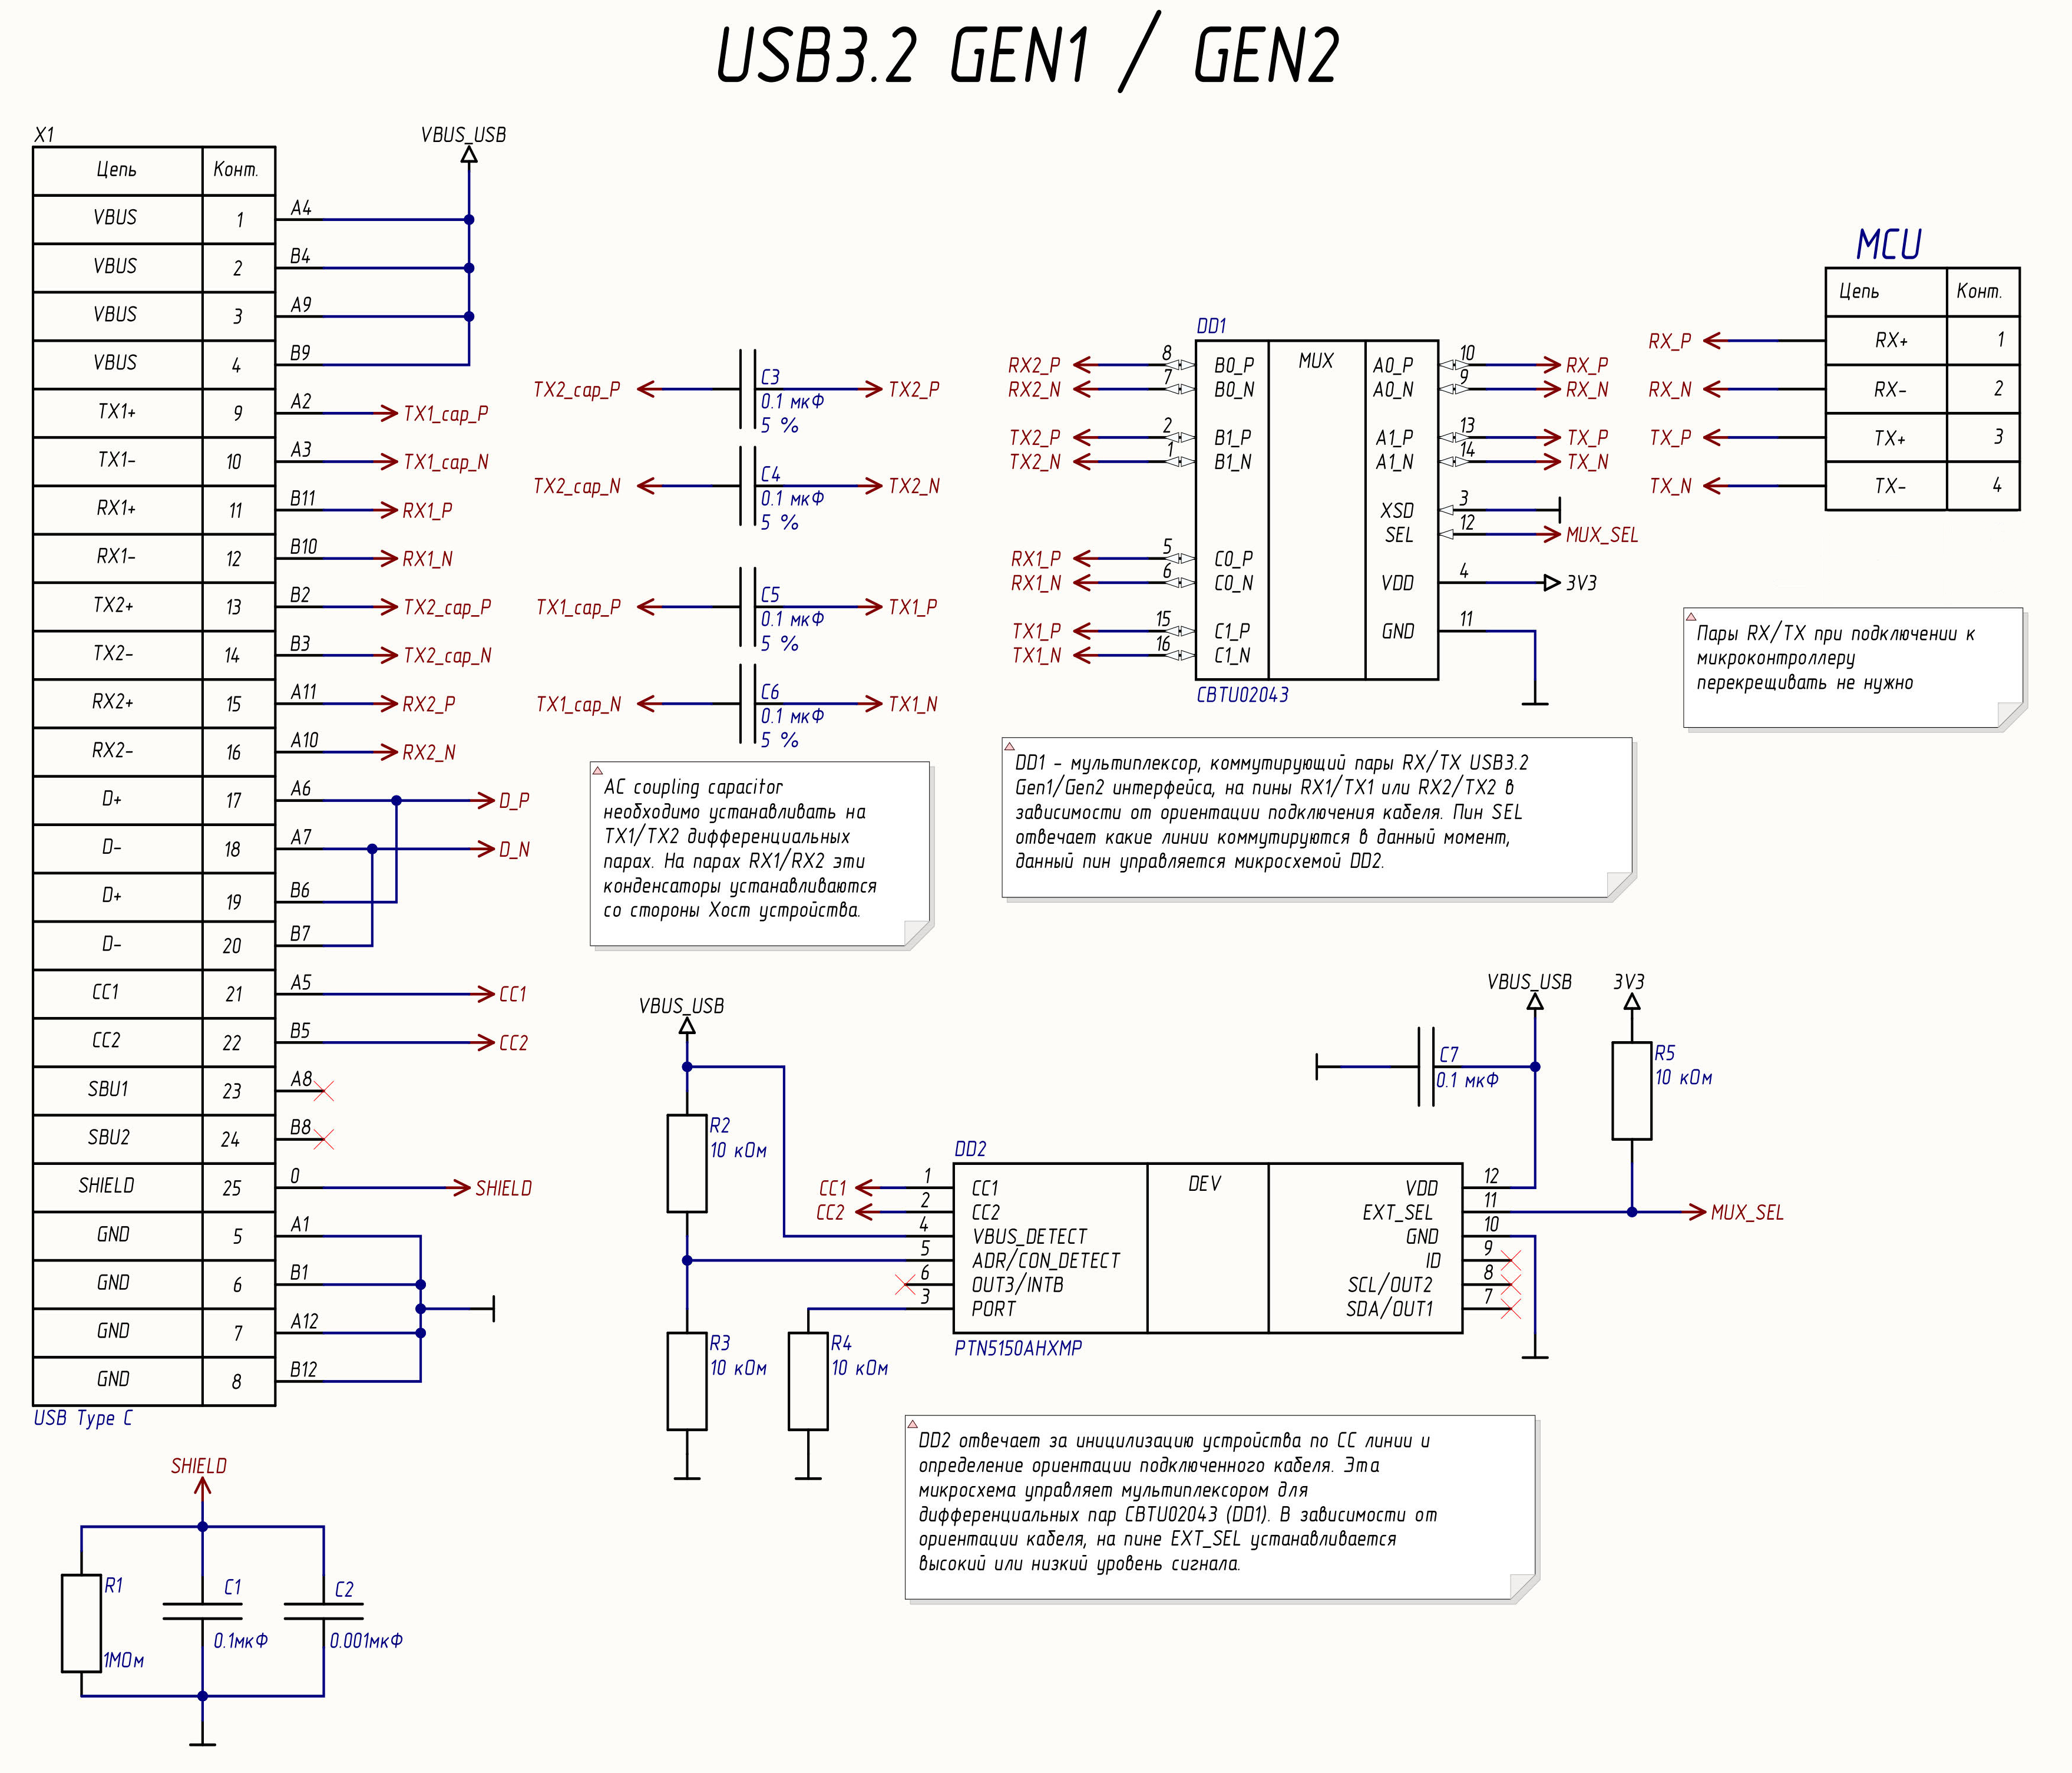 USB3.2 GEN1 / GEN2
X1
Цепь Конт.
VBUS 1 A4
VBUS 2 B4
VBUS 3 A9
VBUS 4 B9
TX1+ 9 A2 TX1_cap_P
TX1- 10 A3 TX1_cap_N
RX1+ 11 B11 RX1_P
RX1- 12 B10 RX1_N
TX2+ 13 B2 TX2_cap_P
TX2- 14 B3 TX2_cap_N
RX2+ 15 A11 RX2_P
RX2- 16 A10 RX2_N
D+ 17 A6 D_P
D- 18 A7 D_N
D+ 19 B6
D- 20 B7
CC1 21 A5 CC1
CC2 22 B5 CC2
SBU1 23 A8
SBU2 24 B8
SHIELD 25 0 SHIELD
GND 5 A1
GND 6 B1
GND 7 A12
GND 8 B12
USB Type C
VBUS_USB
SHIELD
R1
1МОм
C1
0.1мкФ
C2
0.001мкФ
TX2_cap_P C3 TX2_P
0.1 мкФ
5 %
TX2_cap_N C4 TX2_N
0.1 мкФ
5 %
TX1_cap_P C5 TX1_P
0.1 мкФ
5 %
TX1_cap_N C6 TX1_N
0.1 мкФ
5 %
AC coupling capacitor
необходимо устанавливать на
TX1/TX2 дифференциальных
парах. На парах RX1/RX2 эти
конденсаторы устанавливаются
со стороны Хост устройства.
DD1
MUX
RX2_P 8 B0_P A0_P 10 RX_P
RX2_N 7 B0_N A0_N 9 RX_N
TX2_P 2 B1_P A1_P 13 TX_P
TX2_N 1 B1_N A1_N 14 TX_N
XSD 3
SEL 12 MUX_SEL
RX1_P 5 C0_P
RX1_N 6 C0_N VDD 4 3V3
TX1_P 15 C1_P GND 11
TX1_N 16 C1_N
CBTU02043
DD1 - мультиплексор, коммутирующий пары RX/TX USB3.2
Gen1/Gen2 интерфейса, на пины RX1/TX1 или RX2/TX2 в
зависимости от ориентации подключения кабеля. Пин SEL
отвечает какие линии коммутируются в данный момент,
данный пин управляется микросхемой DD2.
MCU
Цепь Конт.
RX_P RX+ 1
RX_N RX- 2
TX_P TX+ 3
TX_N TX- 4
Пары RX/TX при подключении к
микроконтроллеру
перекрещивать не нужно
VBUS_USB
R2
10 кОм
R3
10 кОм
R4
10 кОм
VBUS_USB
C7
0.1 мкФ
3V3
R5
10 кОм
DD2
DEV
CC1 1 CC1 VDD 12
CC2 2 CC2 EXT_SEL 11 MUX_SEL
4 VBUS_DETECT GND 10
5 ADR/CON_DETECT ID 9
6 OUT3/INTB SCL/OUT2 8
3 PORT SDA/OUT1 7
PTN5150AHXMP
DD2 отвечает за иницилизацию устройства по CC линии и
определение ориентации подключенного кабеля. Эта
микросхема управляет мультиплексором для
дифференциальных пар CBTU02043 (DD1). В зависимости от
ориентации кабеля, на пине EXT_SEL устанавливается
высокий или низкий уровень сигнала.